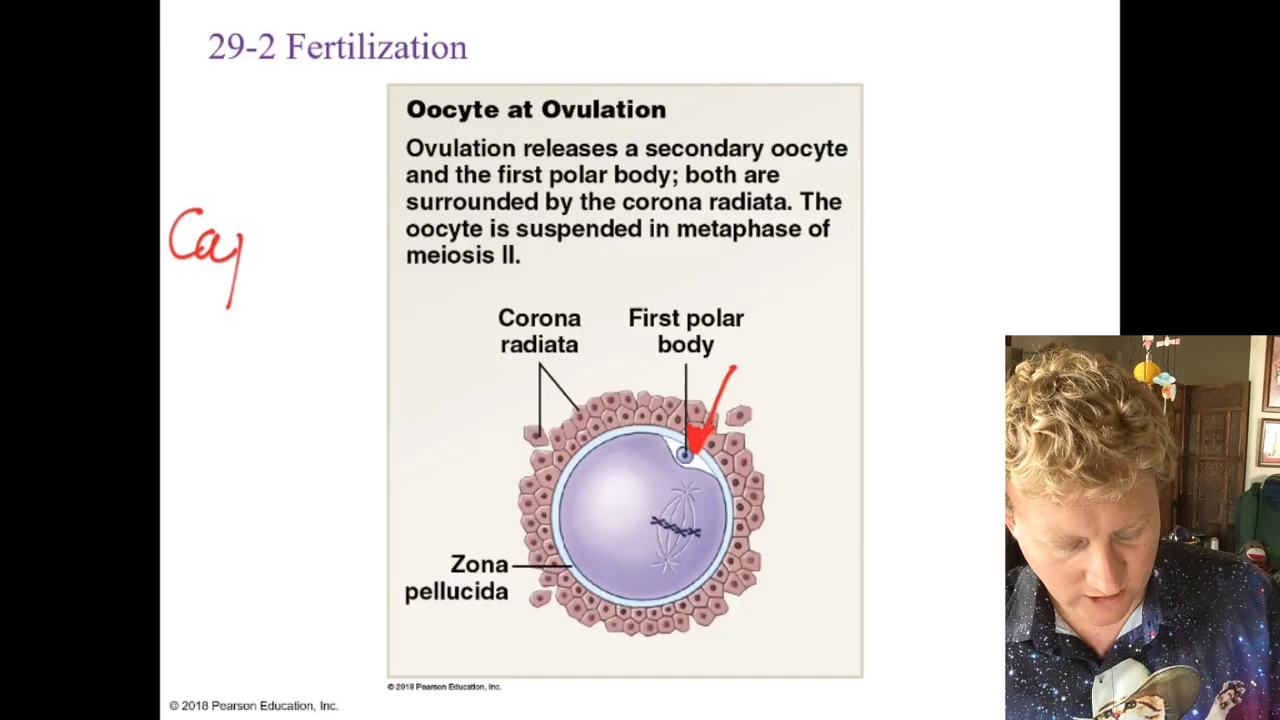 29-2 Fertilization
Oocyte at Ovulation
Ovulation releases a secondary oocyte
and the first polar body; both are
surrounded by the corona radiata. The
oocyte is suspended in metaphase of
meiosis II.
Cap
Corona
radiata
First polar
body
Zona
pellucida
© 2018 Pearson Education, Inc.
© 2018 Pearson Education, Inc.